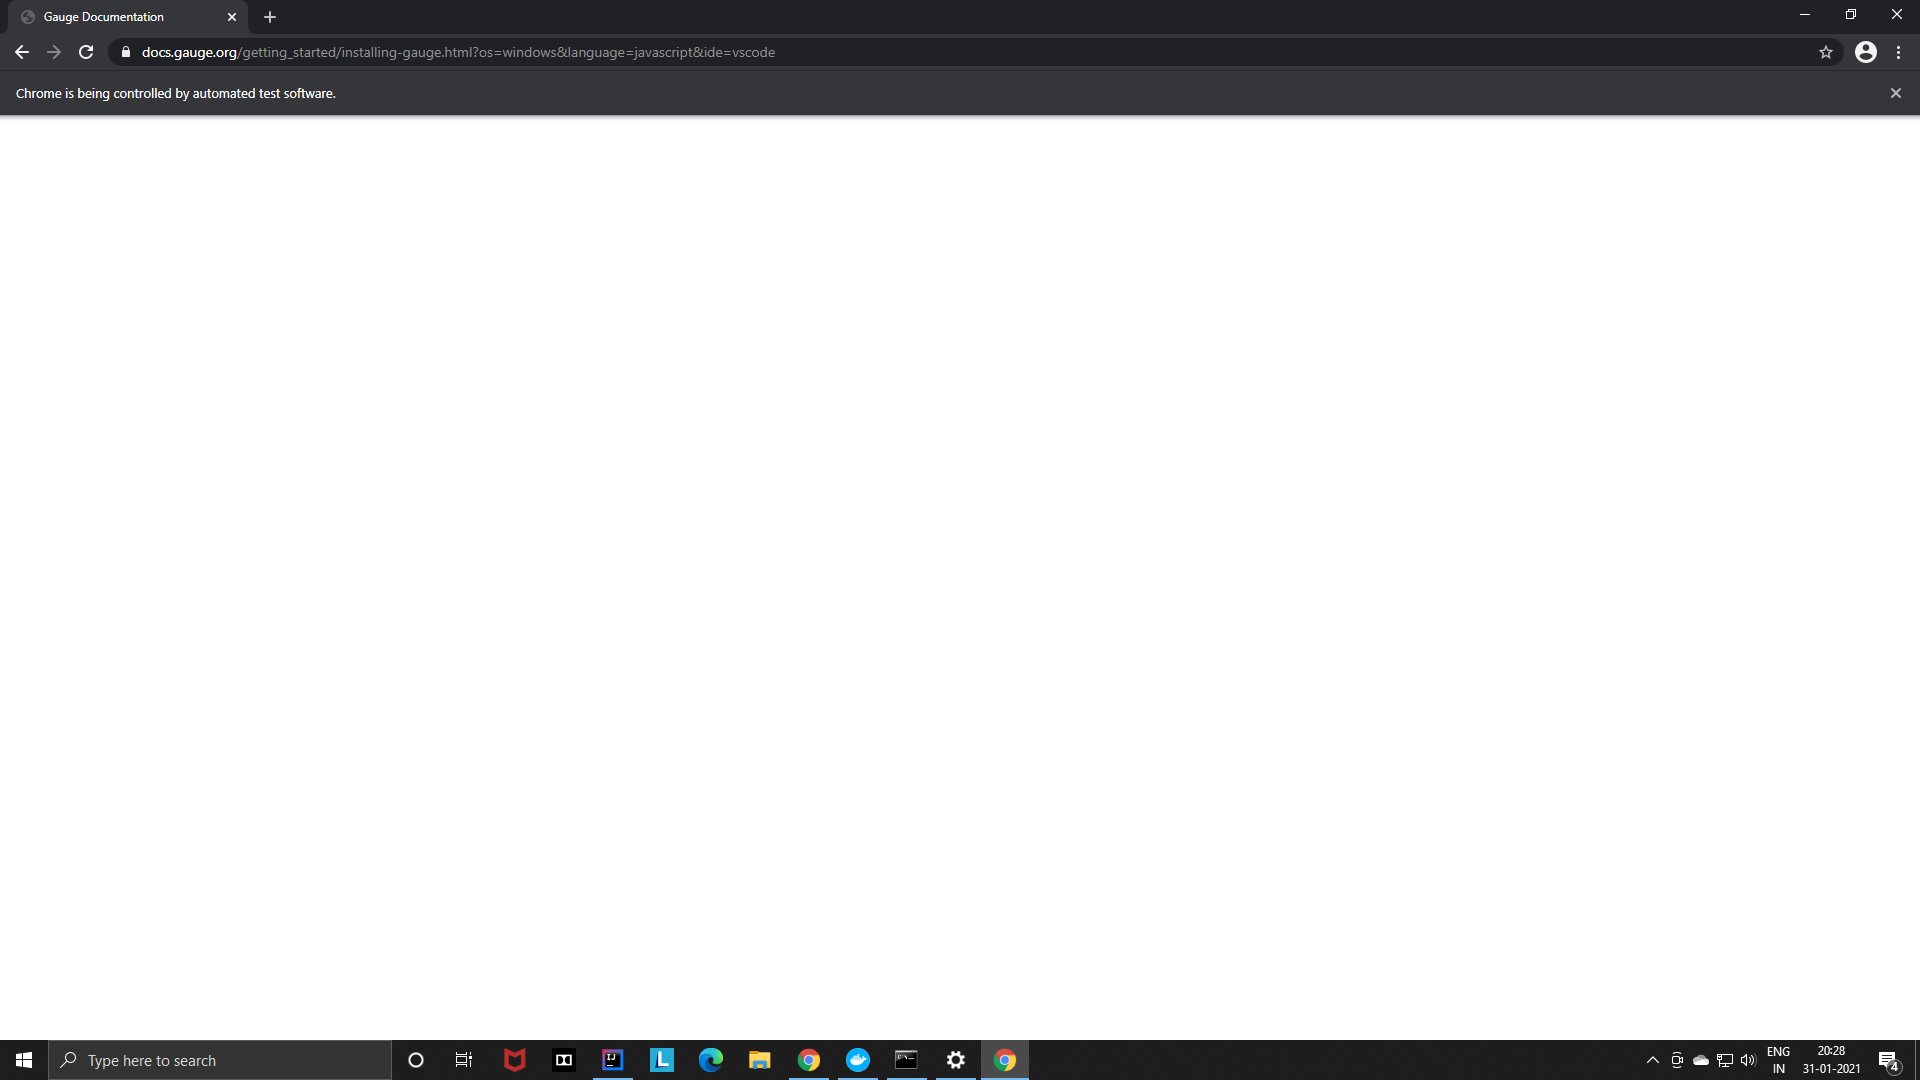 Gauge Documentation
docs.gauge.org/getting_started/installing-gauge.html?os=windows&language=javascript&ide=vscode
Chrome is being controlled by automated test software.
Type here to search
IJ
L
C:\_
ENG
IN
20:28
31-01-2021
4